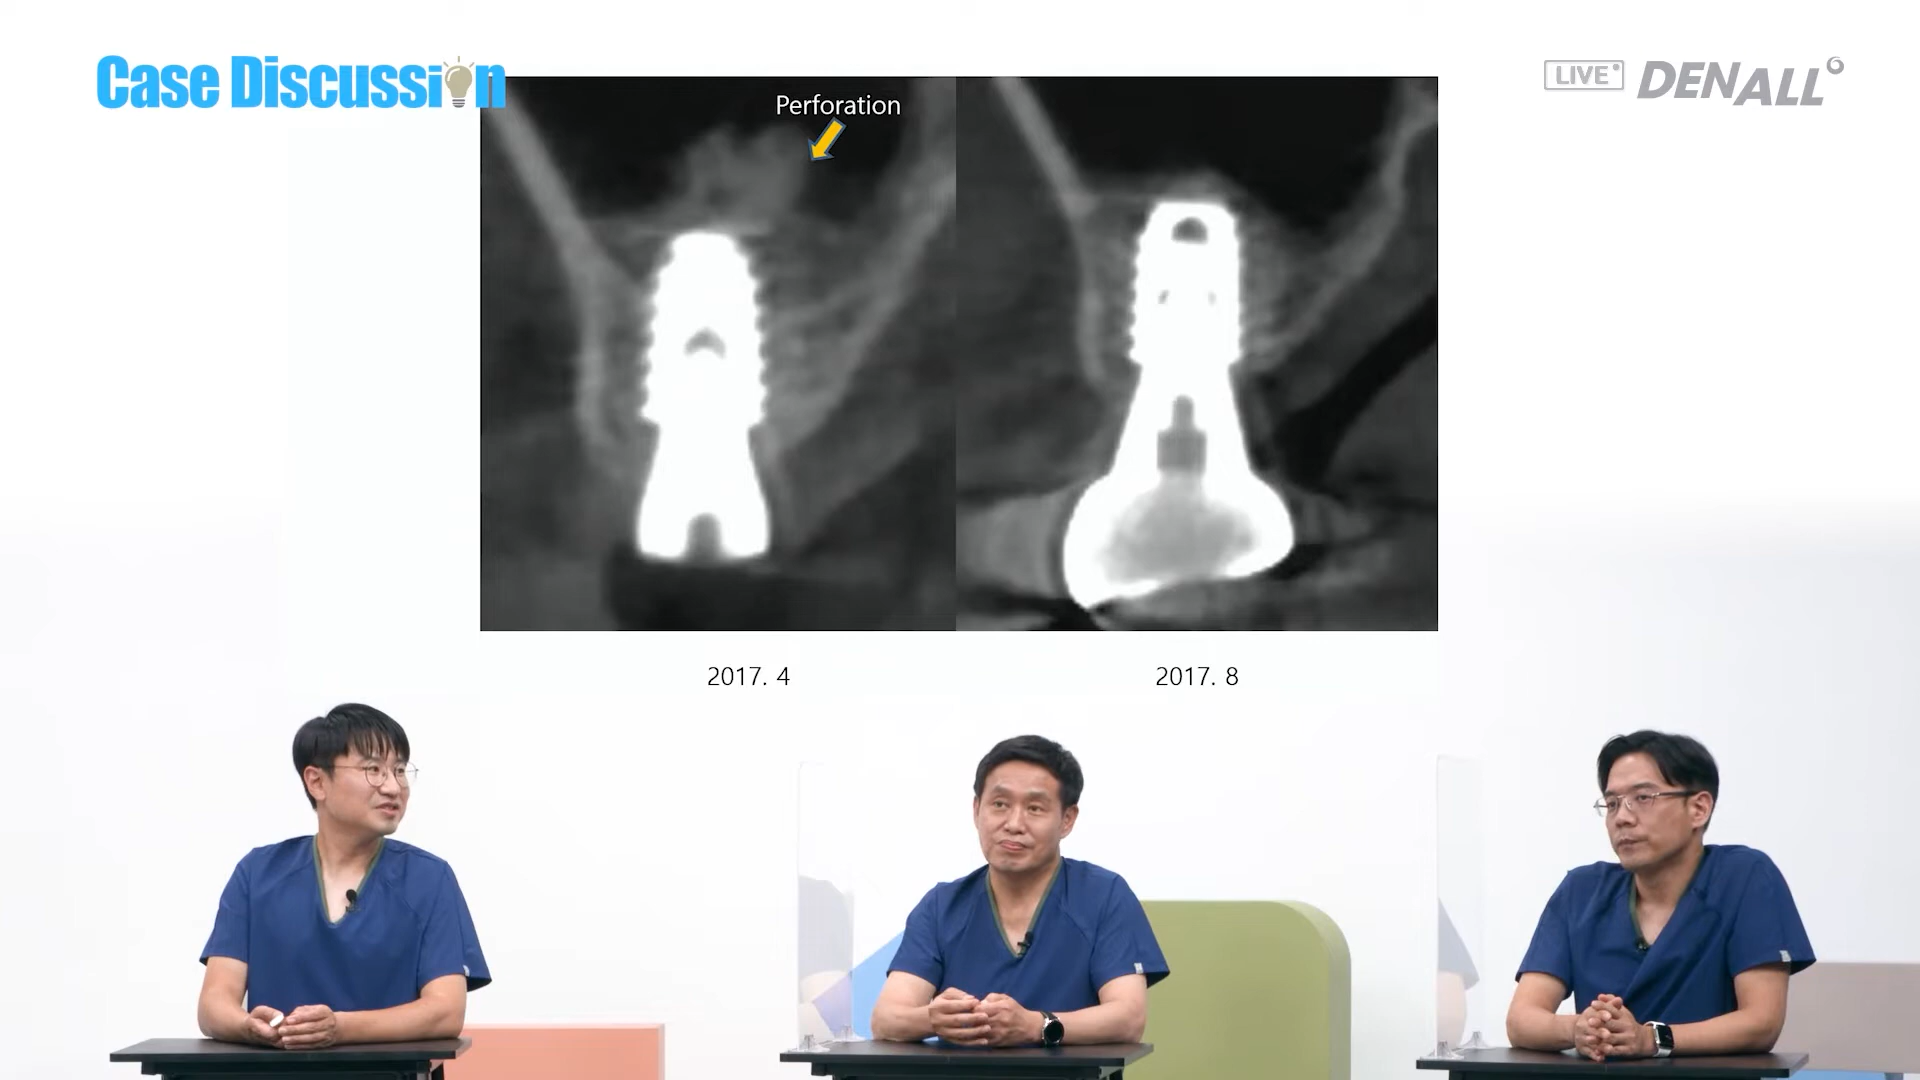 Case Discussion
LIVE
DENALL
Perforation
2017. 4
2017. 8